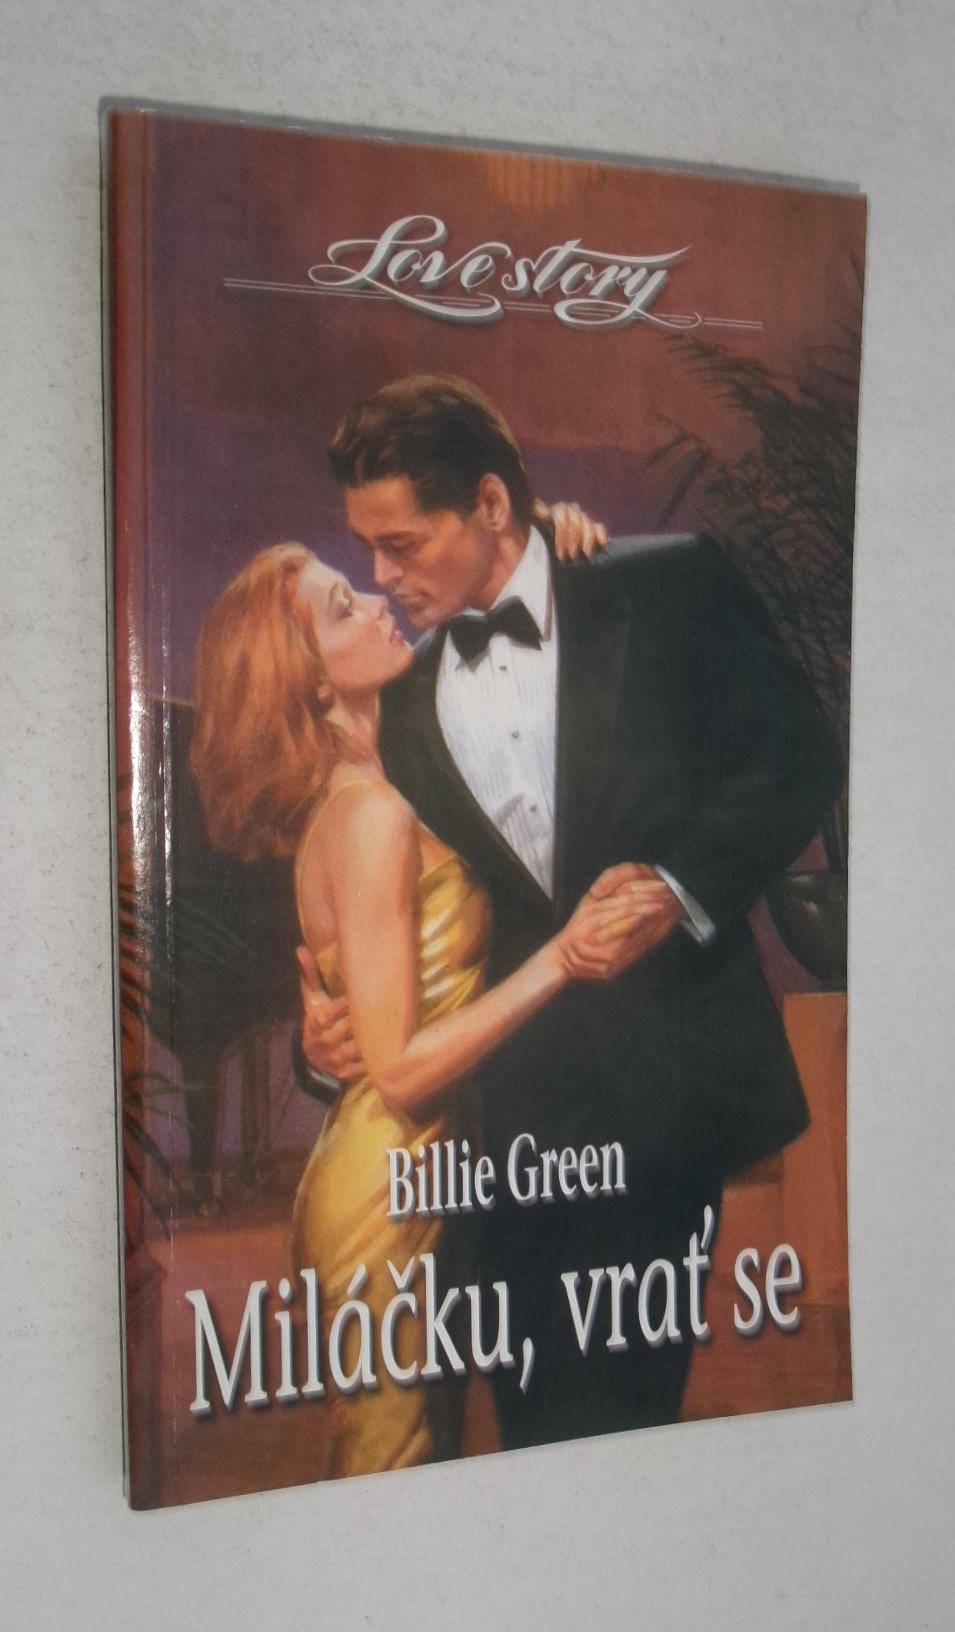 Love story
Billie Green
Miláčku, vrať se